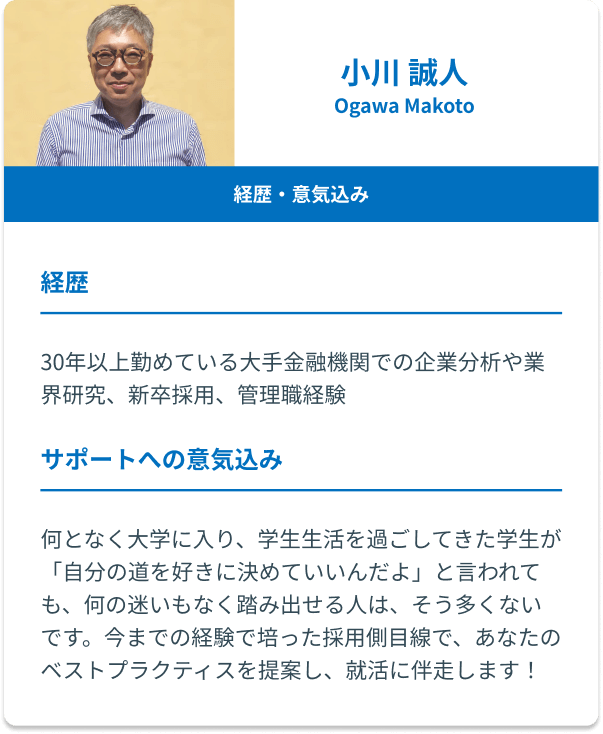 小川 誠人
Ogawa Makoto
経歴・意気込み
経歴
30年以上勤めている大手金融機関での企業分析や業
界研究、新卒採用、管理職経験
サポートへの意気込み
何となく大学に入り、学生生活を過ごしてきた学生が
「自分の道を好きに決めていいんだよ」と言われて
も、何の迷いもなく踏み出せる人は、そう多くない
です。今までの経験で培った採用側目線で、あなたの
ベストプラクティスを提案し、就活に伴走します！